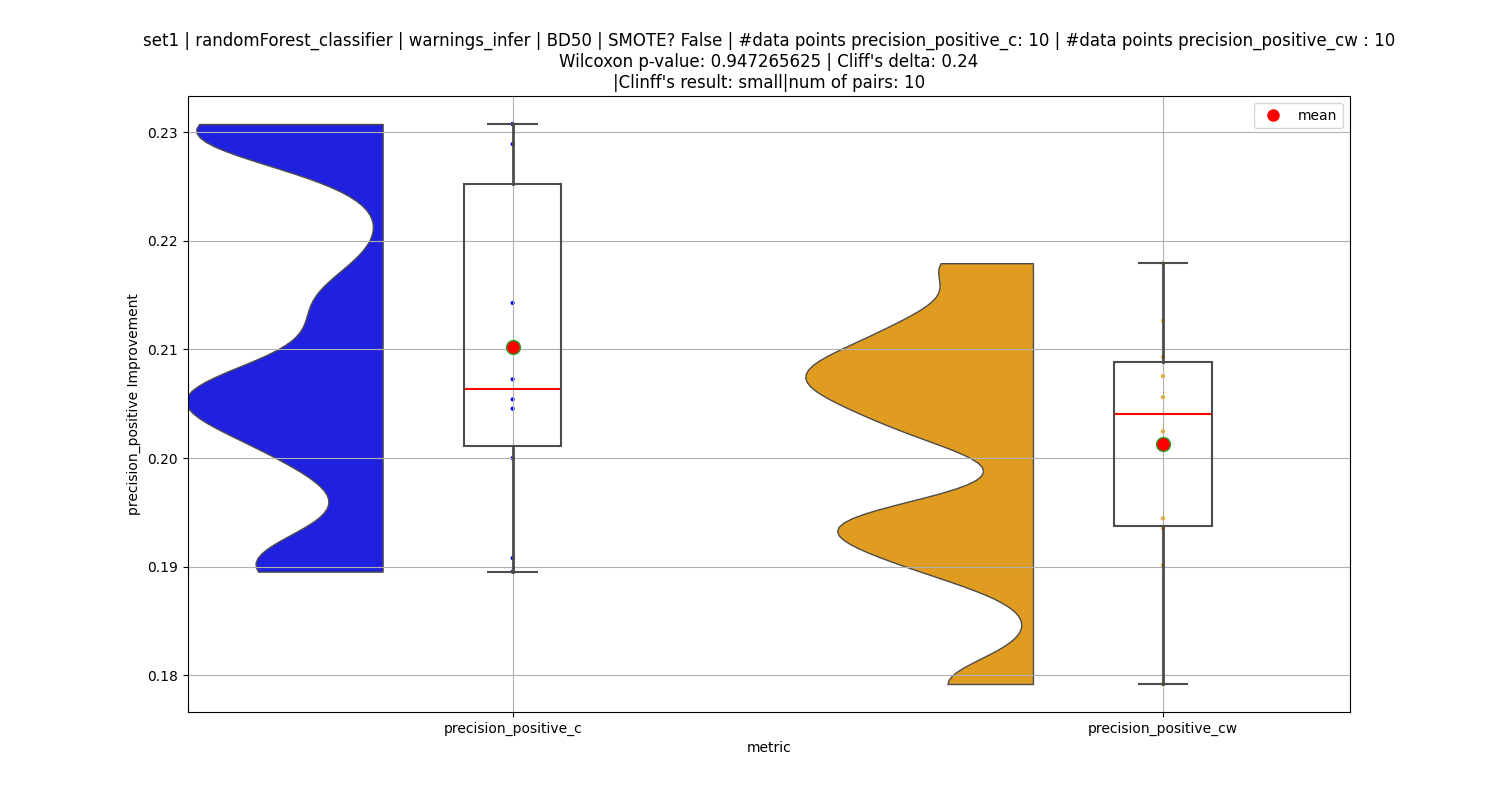 set1 | randomForest_classifier | warnings_infer | BD50 | SMOTE? False | #data points precision_positive_c: 10 | #data points precision_positive_cw : 10
Wilcoxon p-value: 0.947265625 | Cliff's delta: 0.24
|Clinff's result: small|num of pairs: 10
mean
0.23
0.22
0.21
0.20
0.19
0.18
precision_positive Improvement
precision_positive_c
precision_positive_cw
metric